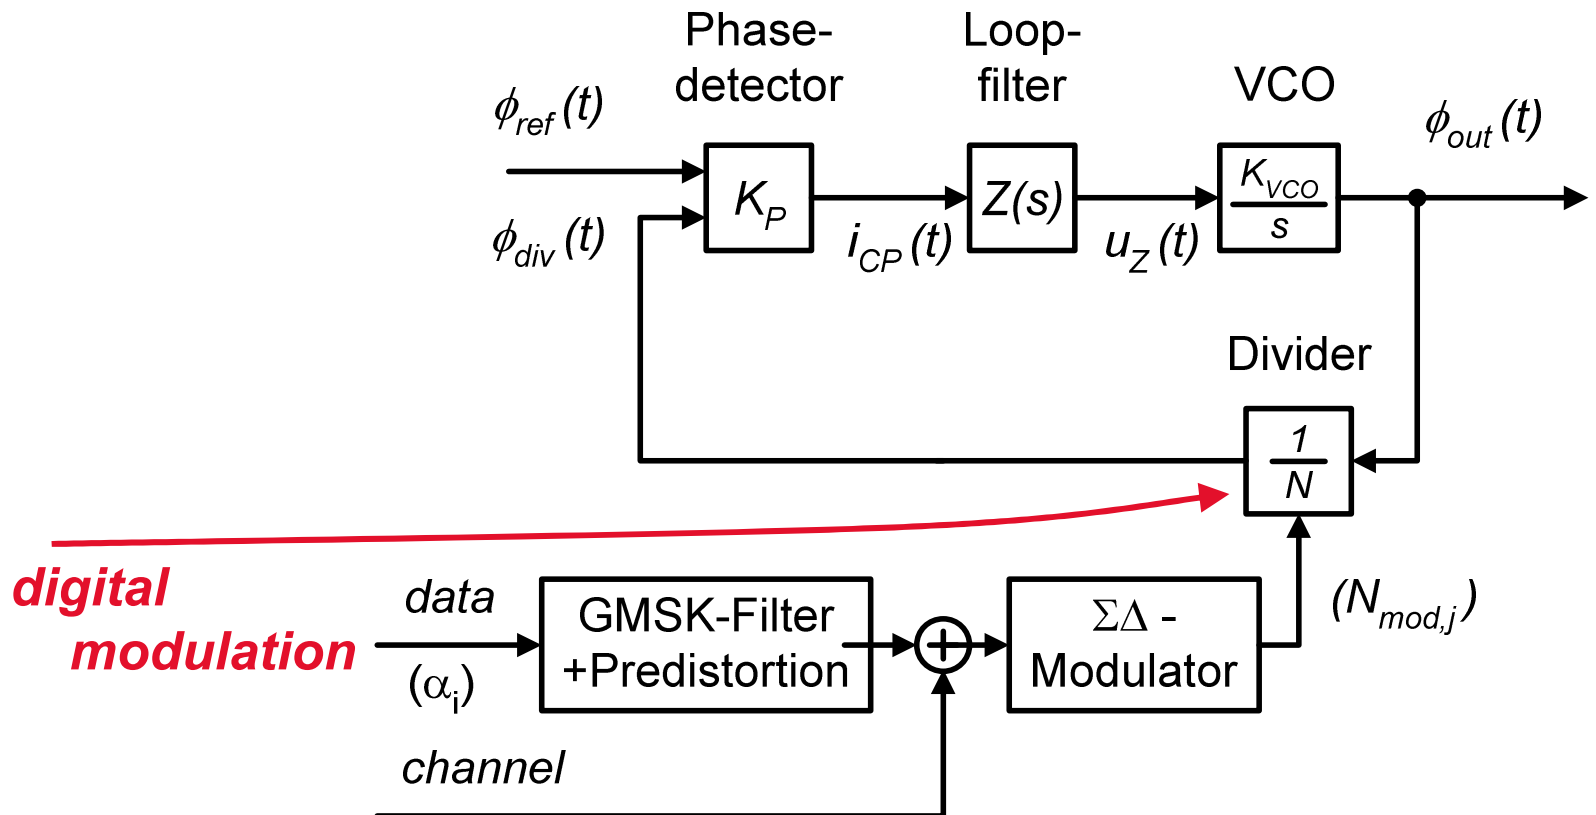 Phase-
detector
Loop-
filter
VCO
ϕref(t)
ϕout(t)
KP
Z(s)
KVCO
s
ϕdiv(t)
iCP(t)
uZ(t)
Divider
1
N
digital
modulation
data
(αi)
GMSK-Filter
+Predistortion
+
ΣΔ -
Modulator
(Nmod,j)
channel